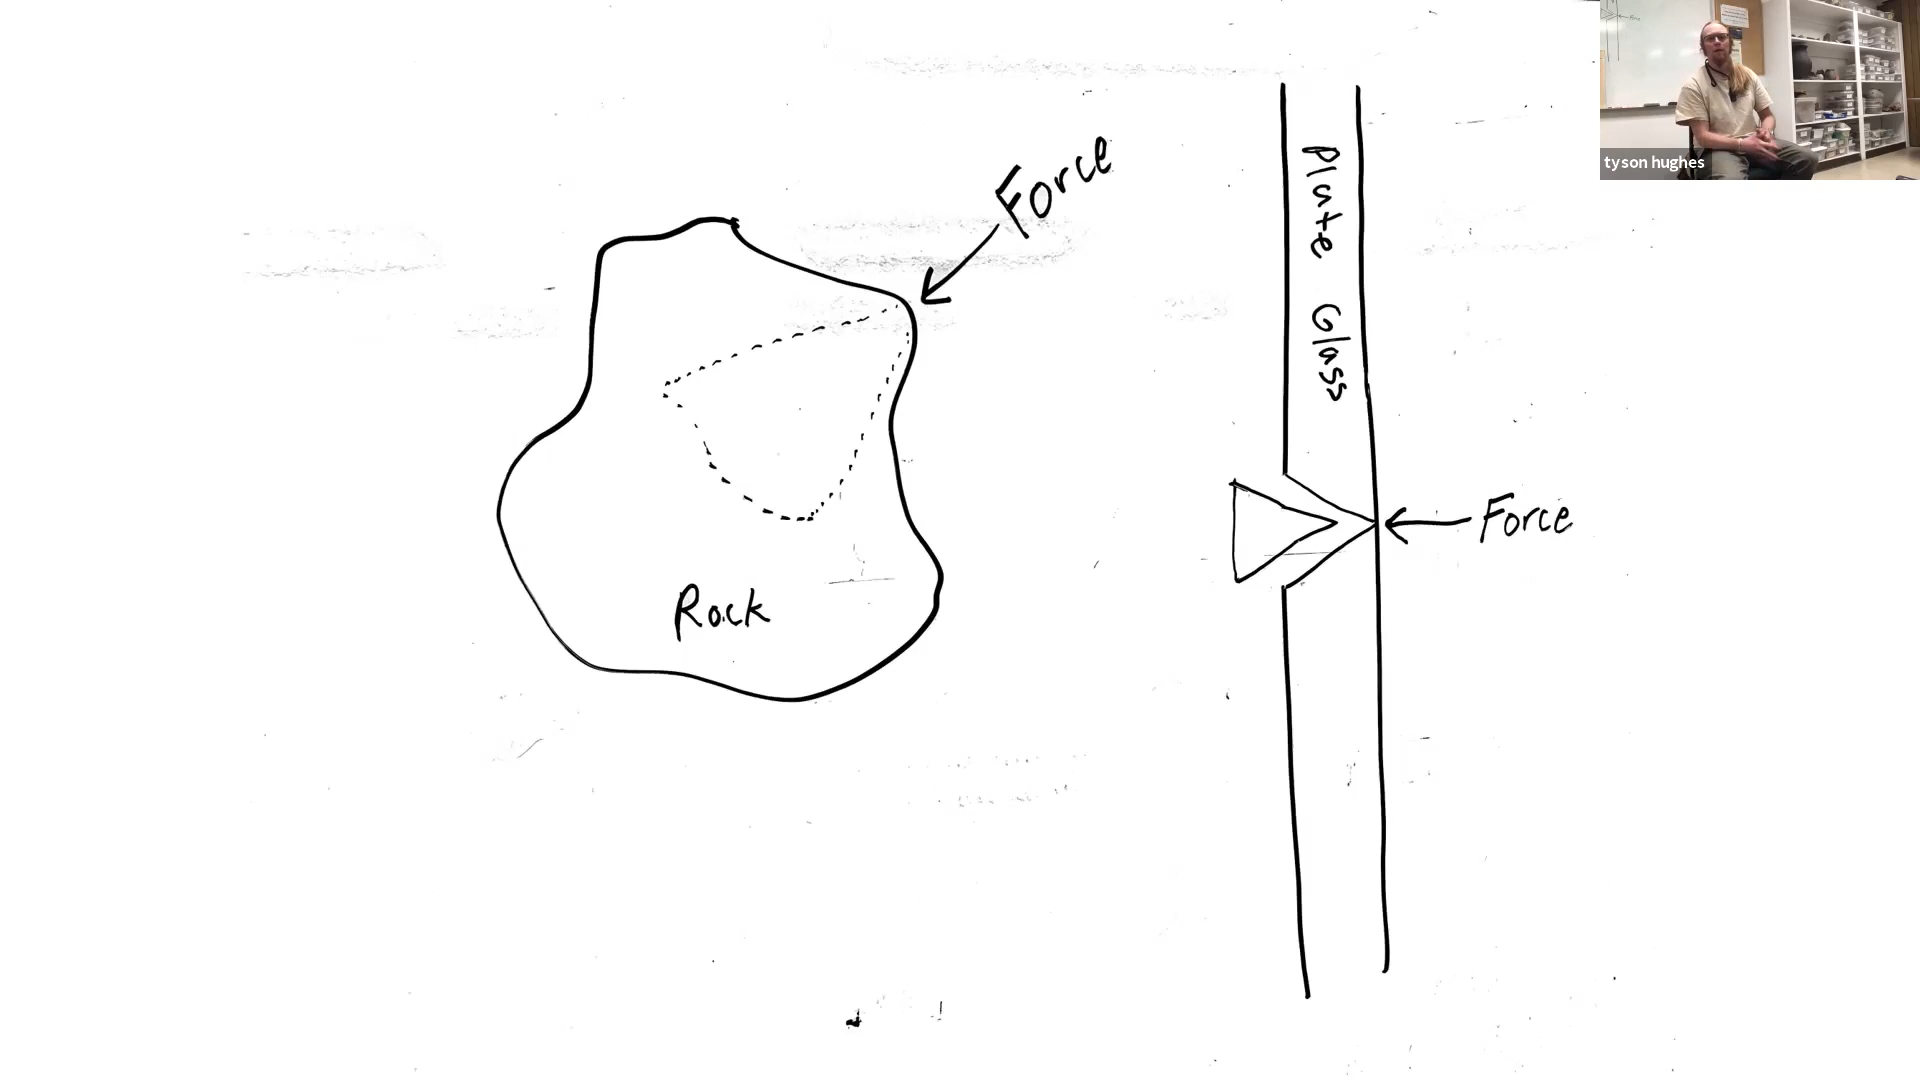 Force
Rock
Plate Glass
Force
tyson hughes